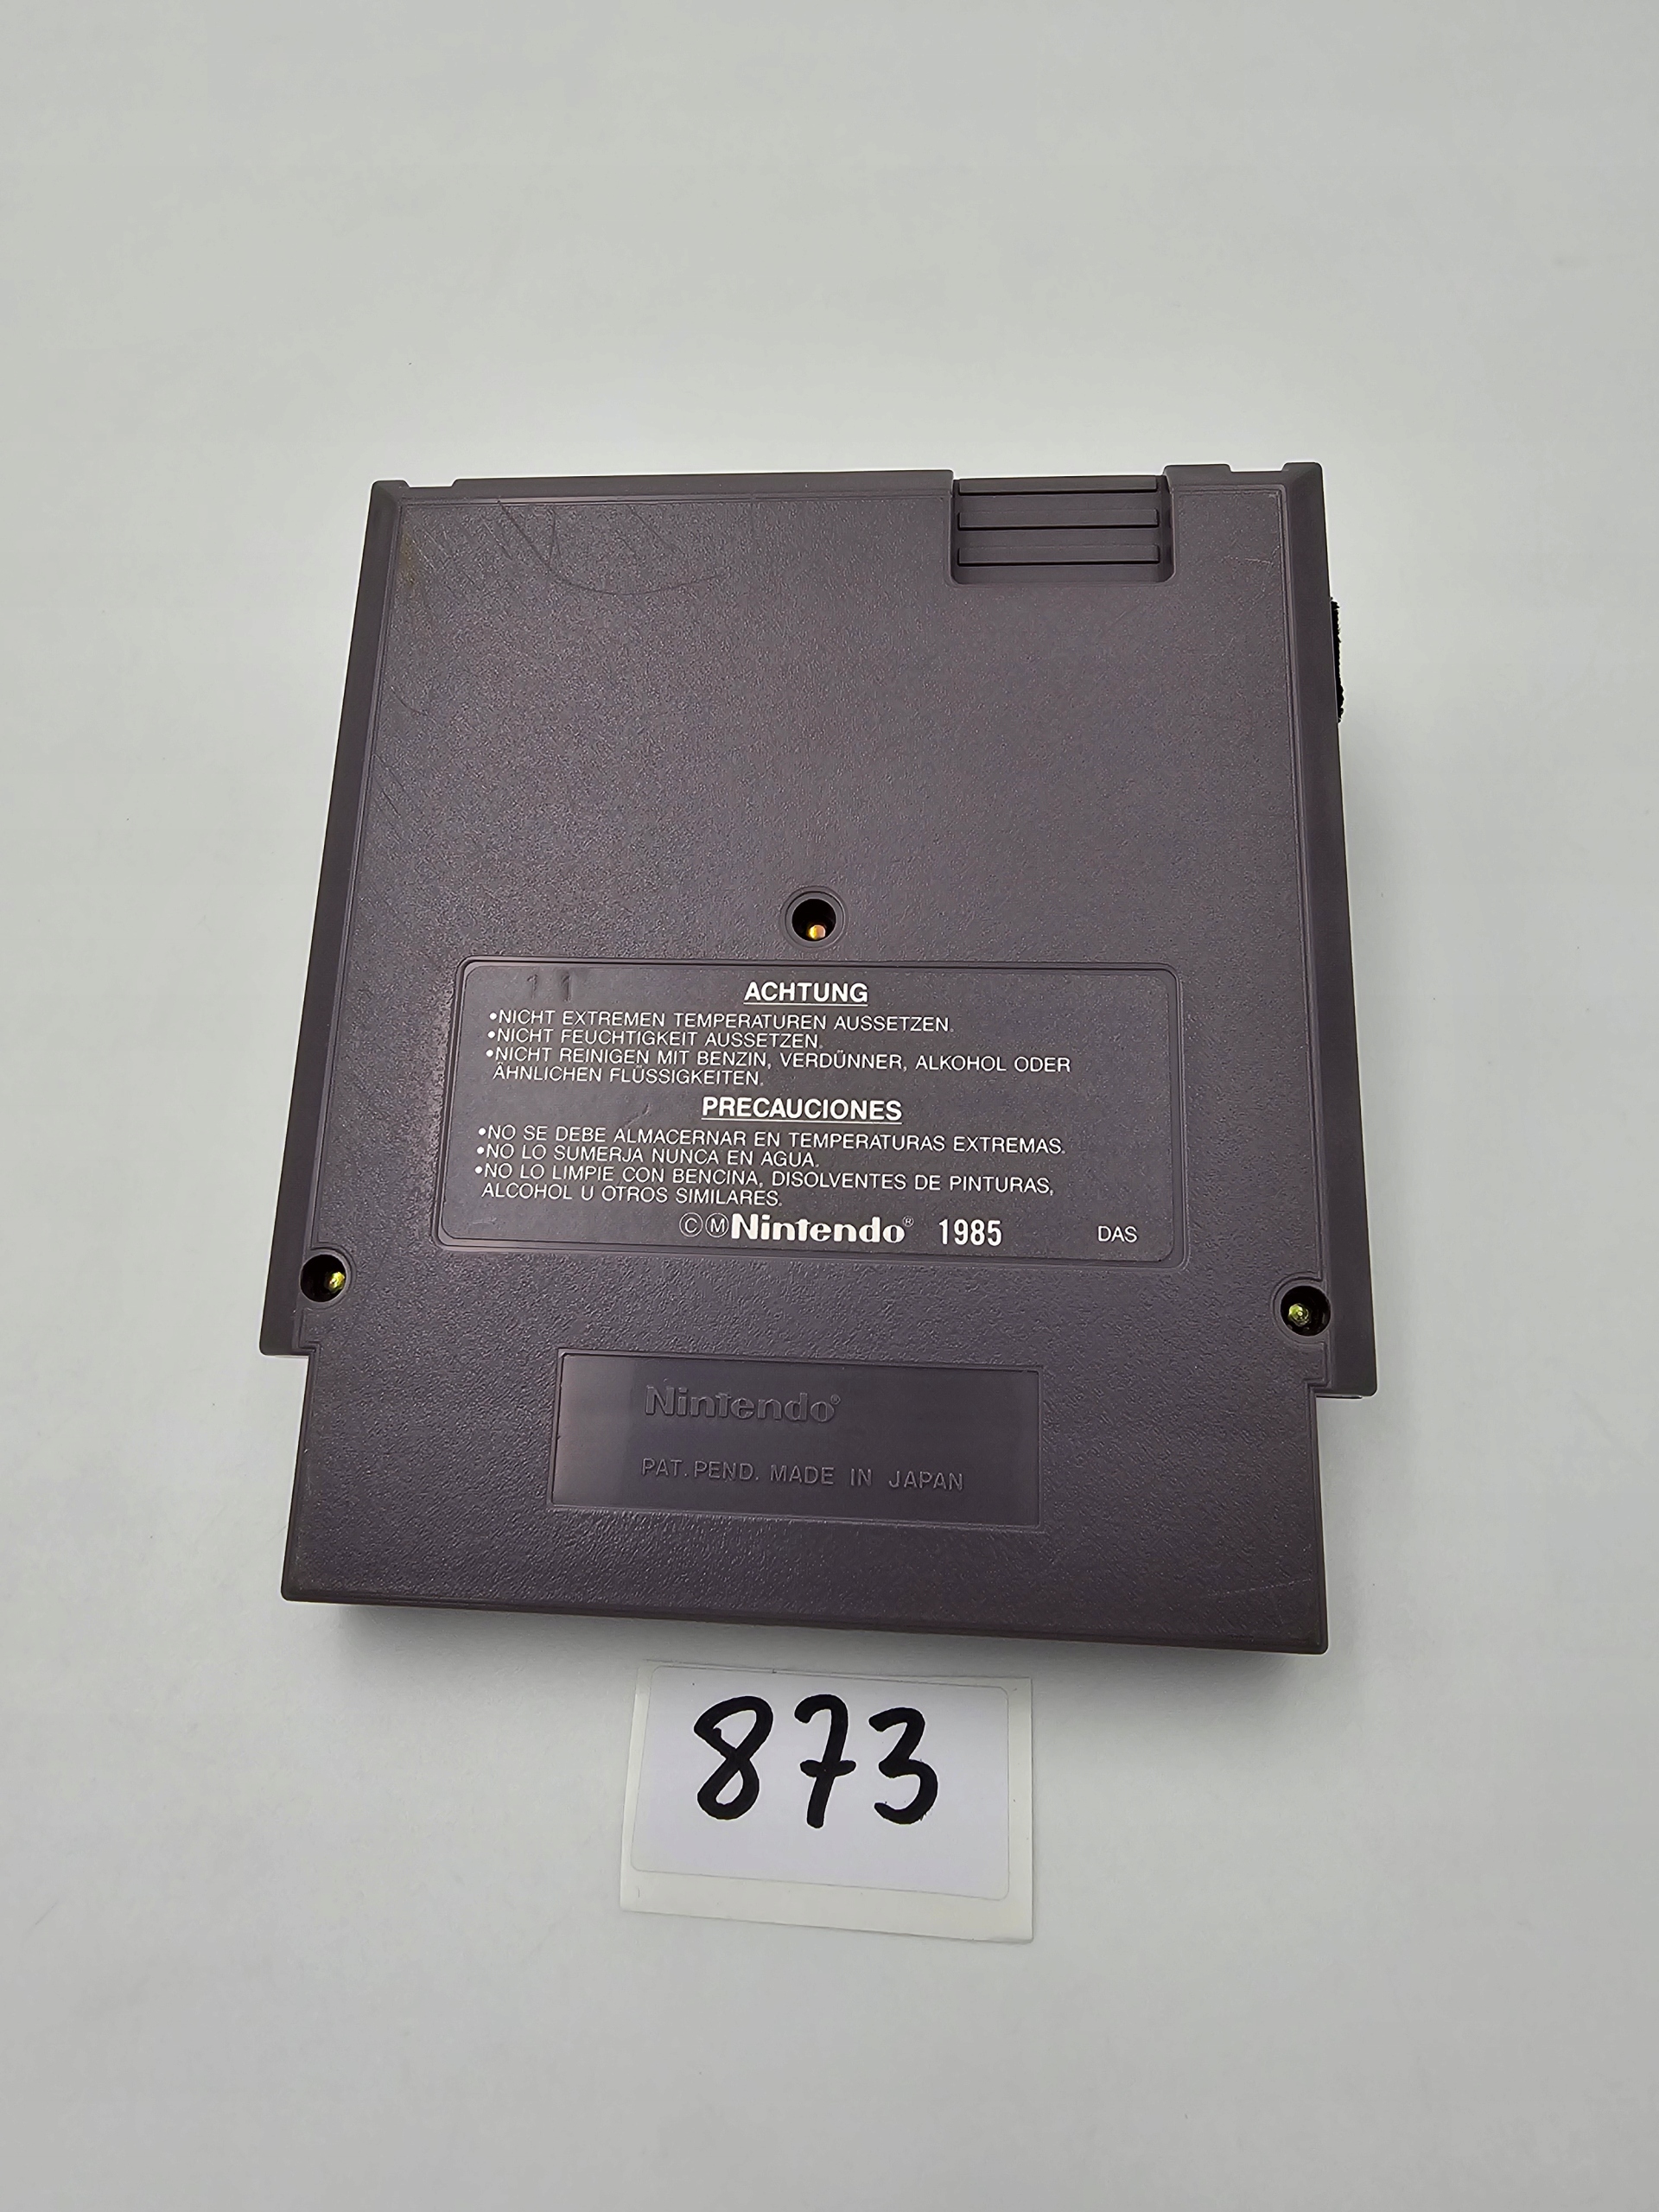 11
ACHTUNG
•NICHT EXTREMEN TEMPERATUREN AUSSETZEN.
•NICHT FEUCHTIGKEIT AUSSETZEN.
•NICHT REINIGEN MIT BENZIN, VERDÜNNER, ALKOHOL ODER
ÄHNLICHEN FLÜSSIGKEITEN.
PRECAUCIONES
•NO SE DEBE ALMACERNAR EN TEMPERATURAS EXTREMAS.
•NO LO SUMERJA NUNCA EN AGUA.
•NO LO LIMPIE CON BENCINA, DISOLVENTES DE PINTURAS,
ALCOHOL U OTROS SIMILARES.
©ⓂNintendo® 1985 DAS
Nintendo®
PAT. PEND. MADE IN JAPAN
873